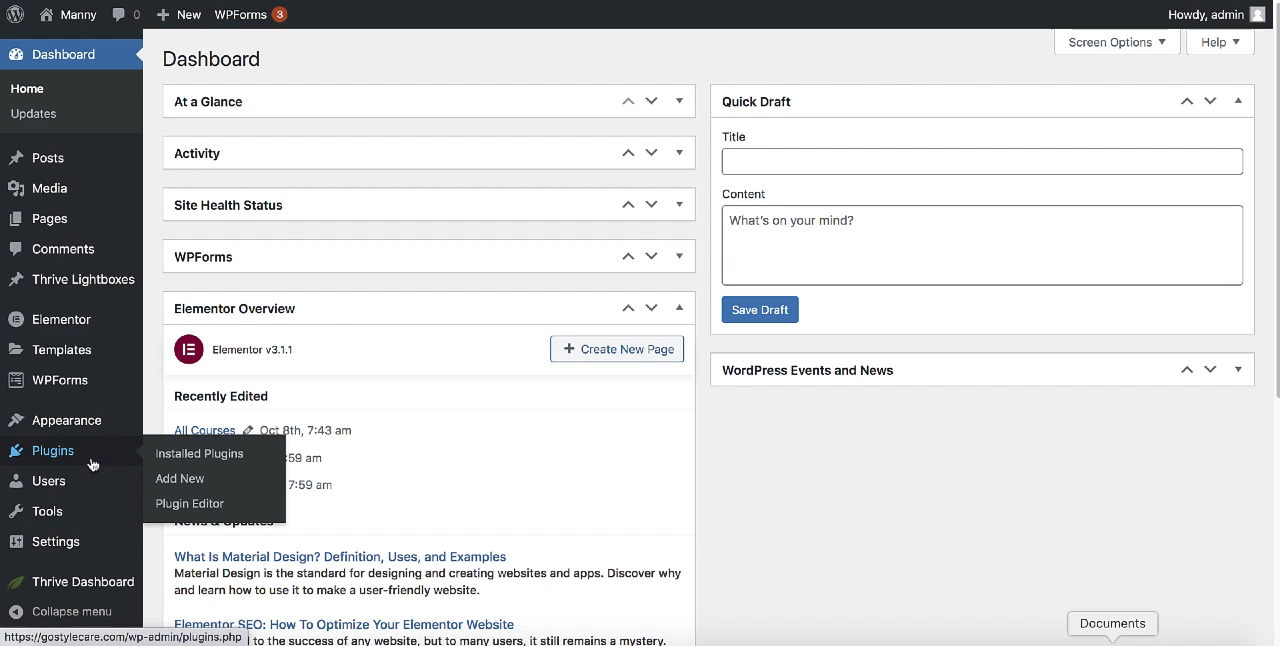 Manny 0 New WPForms 3
Howdy, admin
Screen Options Help
Dashboard
Home
Updates
Posts
Media
Pages
Comments
Thrive Lightboxes
Elementor
Templates
WPForms
Appearance
Plugins
Users
Tools
Settings
Thrive Dashboard
Collapse menu
Installed Plugins
Add New
Plugin Editor
Dashboard
At a Glance
Activity
Site Health Status
WPForms
Elementor Overview
Elementor v3.1.1
+ Create New Page
Recently Edited
All Courses Oct 8th, 7:43 am
:59 am
7:59 am
News & Updates
What Is Material Design? Definition, Uses, and Examples
Material Design is the standard for designing and creating websites and apps. Discover why
and learn how to use it to make a user-friendly website.
Elementor SEO: How To Optimize Your Elementor Website
l to the success of any website, but to many users, it still remains a mystery.
Quick Draft
Title
Content
What's on your mind?
Save Draft
WordPress Events and News
Documents
https://gostylecare.com/wp-admin/plugins.php